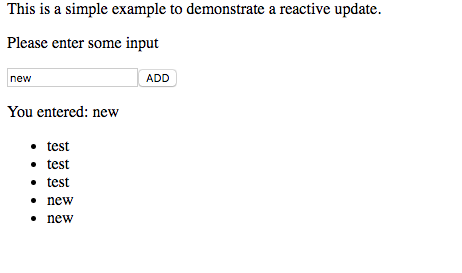 This is a simple example to demonstrate a reactive update.
Please enter some input
new ADD
You entered: new
test
test
test
new
new